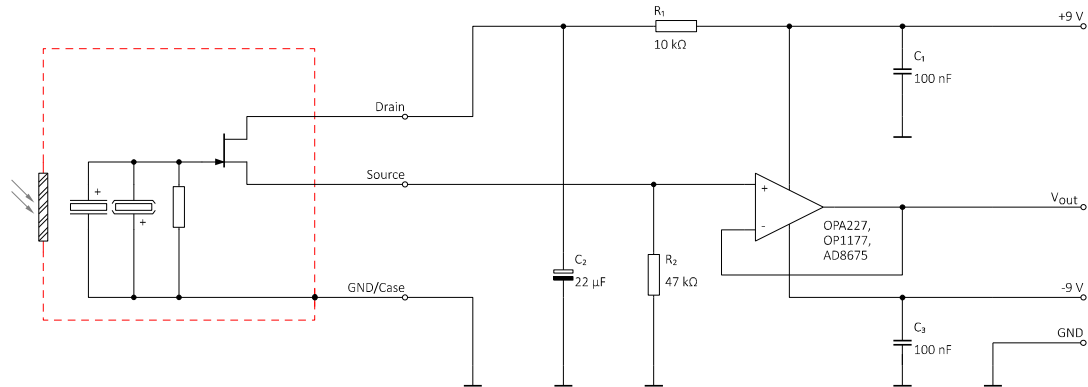 R₁
10 kΩ
+9 V
C₁
100 nF
Drain
+
Source
+
+
-
Vout
OPA227,
OP1177,
AD8675
C₂
22 µF
R₂
47 kΩ
GND/Case
-9 V
C₃
100 nF
GND